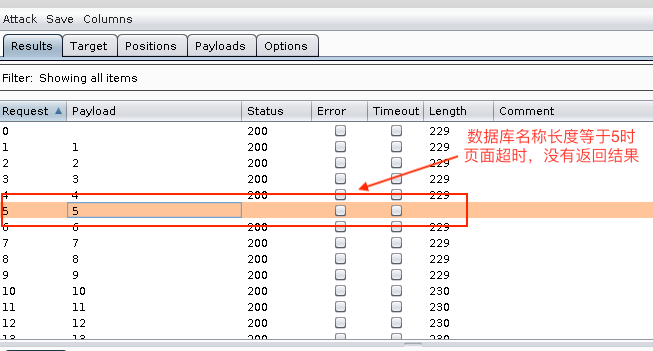 Attack Save Columns
Results Target Positions Payloads Options
Filter: Showing all items
Request Payload Status Error Timeout Length Comment
0 200 229
1 1 200 229
2 2 200 229
3 3 200 229
4 4 200 229
5 5
6 6 200 229
7 7 200 229
8 8 200 229
9 9 200 229
10 10 200 230
11 11 200 230
12 12 200 230
13 13 200 230
数据库名称长度等于5时
页面超时，没有返回结果